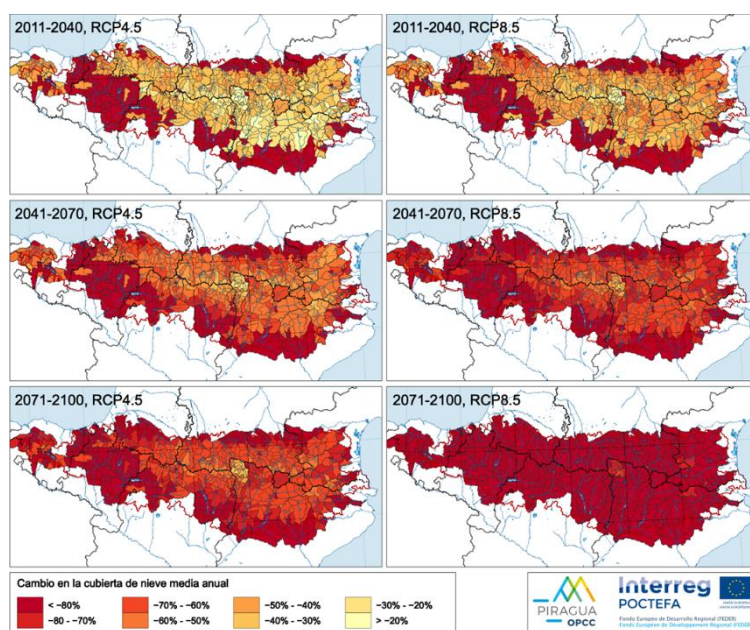 2011-2040, RCP4.5
2011-2040, RCP8.5
2041-2070, RCP4.5
2041-2070, RCP8.5
2071-2100, RCP4.5
2071-2100, RCP8.5
Cambio en la cubierta de nieve media anual
< -80%
-70% - -60%
-50% - -40%
-30% - -20%
-80 - -70%
-60% - -50%
-40% - -30%
> -20%
PIRAGUA
OPCC
Interreg
POCTEFA
Fondo Europeo de Desarrollo Regional (FEDER)
Fonds Européen de Développement Régional (FEDER)